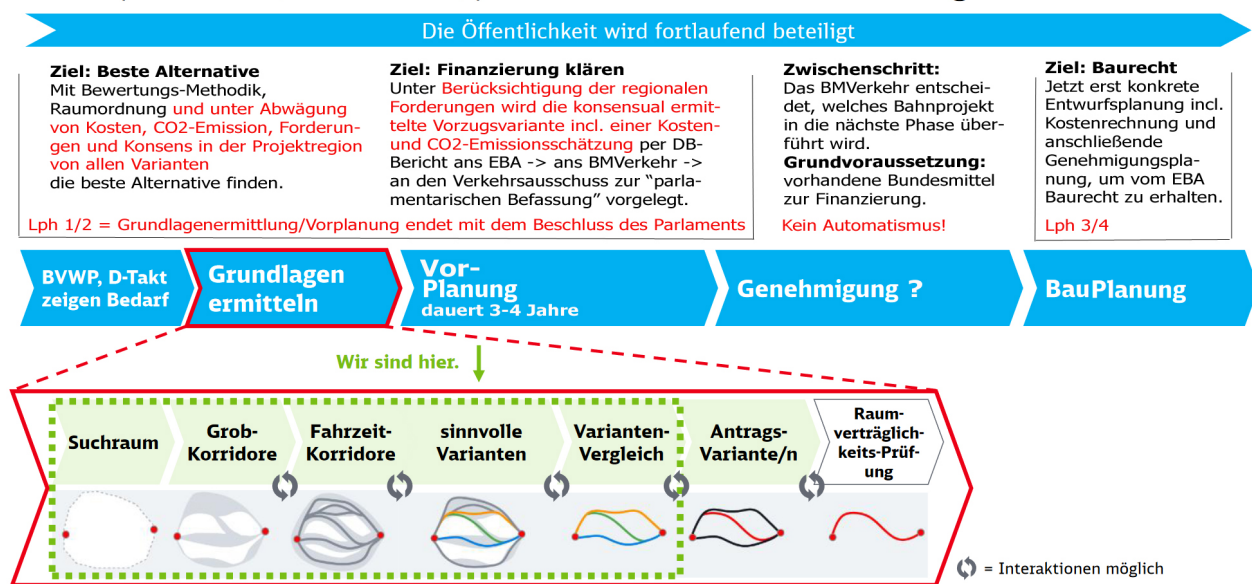 Die Öffentlichkeit wird fortlaufend beteiligt
Ziel: Beste Alternative
Mit Bewertungs-Methodik,
Raumordnung und unter Abwägung
von Kosten, CO2-Emission, Forderun-
gen und Konsens in der Projektregion
von allen Varianten
die beste Alternative finden.
Ziel: Finanzierung klären
Unter Berücksichtigung der regionalen
Forderungen wird die konsensual ermit-
telte Vorzugsvariante incl. einer Kosten-
und CO2-Emissionsschätzung per DB-
Bericht ans EBA -> ans BMVerkehr ->
an den Verkehrsausschuss zur “parla-
mentarischen Befassung” vorgelegt.
Lph 1/2 = Grundlagenermittlung/Vorplanung endet mit dem Beschluss des Parlaments
Zwischenschritt:
Das BMVerkehr entschei-
det, welches Bahnprojekt
in die nächste Phase über-
führt wird.
Grundvoraussetzung:
vorhandene Bundesmittel
zur Finanzierung.
Kein Automatismus!
Ziel: Baurecht
Jetzt erst konkrete
Entwurfsplanung incl.
Kostenrechnung und
anschließende
Genehmigungspla-
nung, um vom EBA
Baurecht zu erhalten.
Lph 3/4
BVWP, D-Takt
zeigen Bedarf
Grundlagen
ermitteln
Vor-
Planung
dauert 3-4 Jahre
Genehmigung ?
BauPlanung
Wir sind hier.
Suchraum
Grob-
Korridore
Fahrzeit-
Korridore
sinnvolle
Varianten
Varianten-
Vergleich
Antrags-
Variante/n
Raum-
verträglich-
keits-Prüf-
ung
= Interaktionen möglich